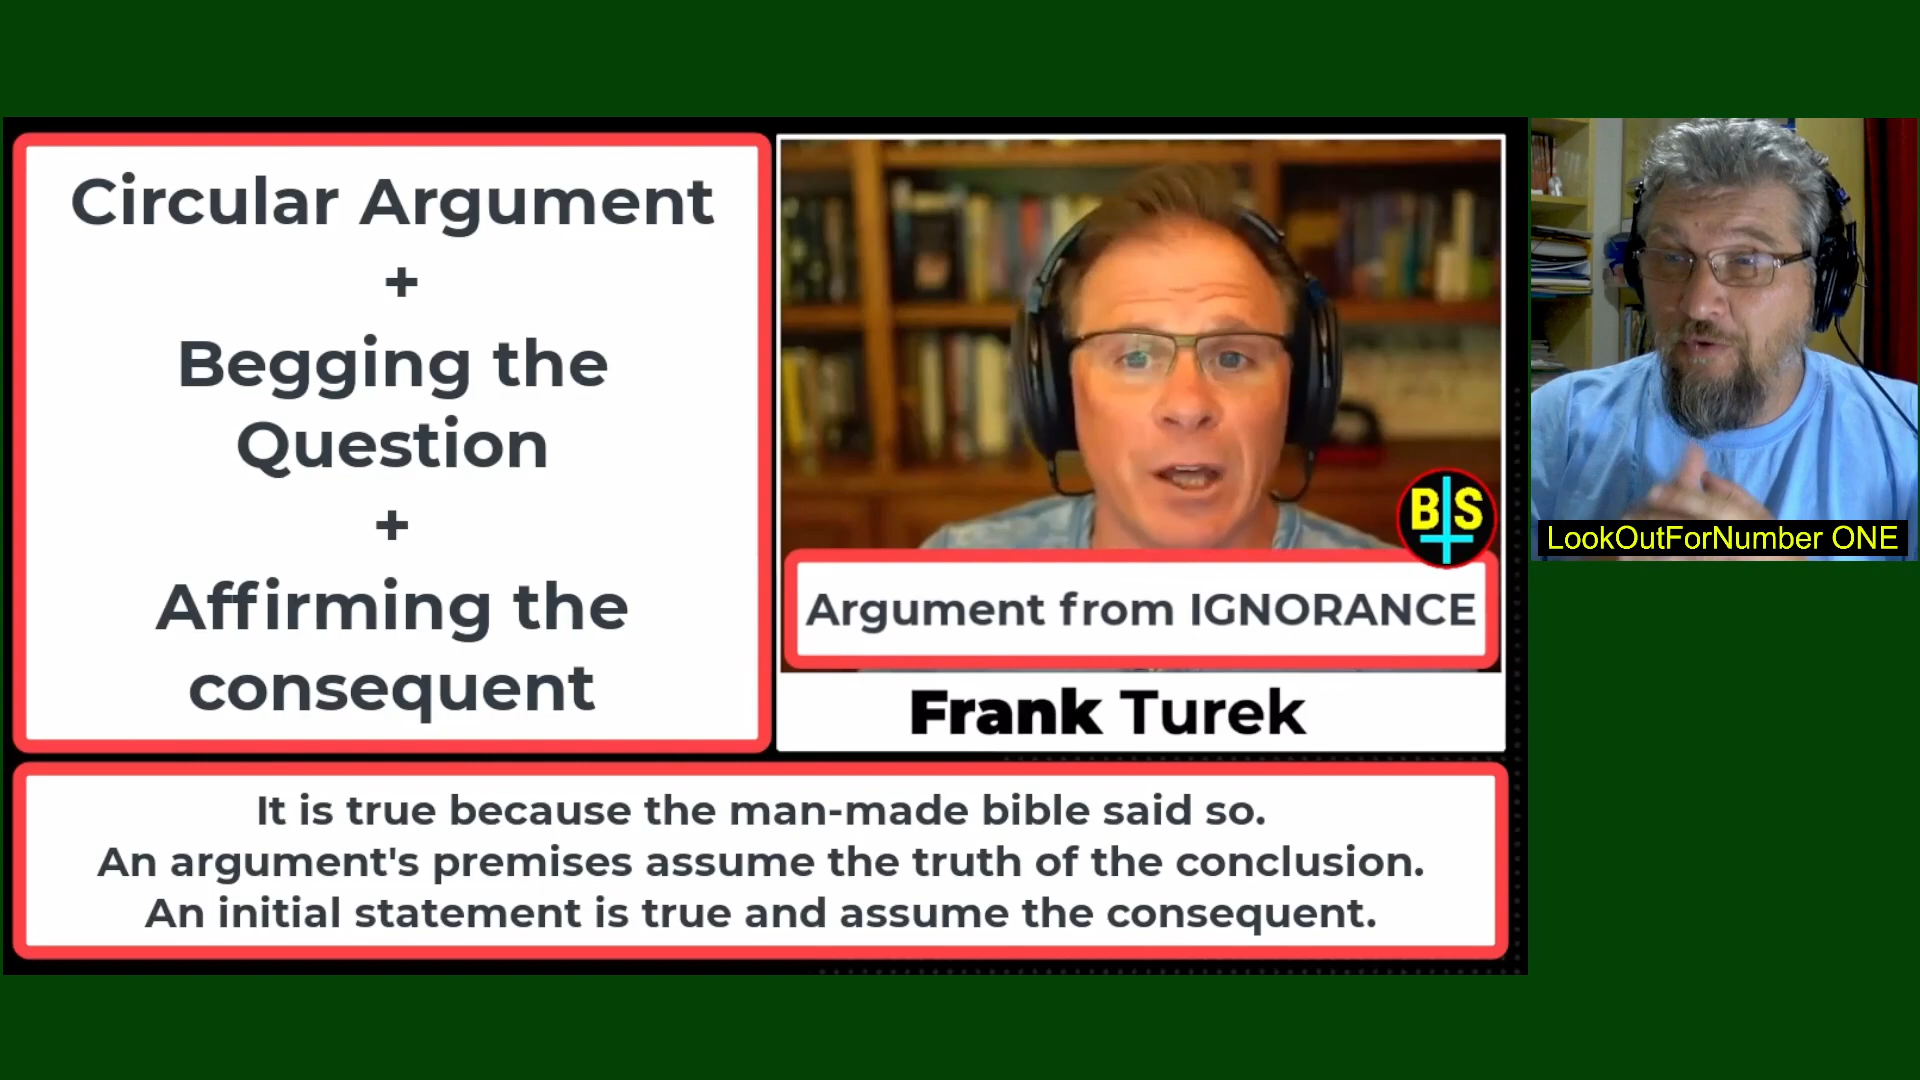 Circular Argument
+
Begging the
Question
+
Affirming the
consequent
B S
Argument from IGNORANCE
Frank Turek
It is true because the man-made bible said so.
An argument's premises assume the truth of the conclusion.
An initial statement is true and assume the consequent.
LookOutForNumber ONE